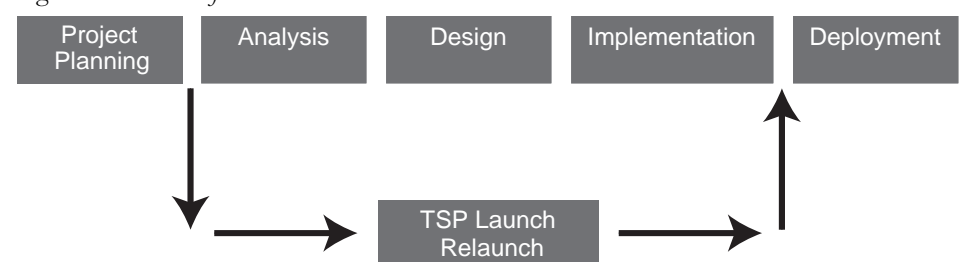 Project
Planning
Analysis
Design
Implementation
Deployment
TSP Launch
Relaunch